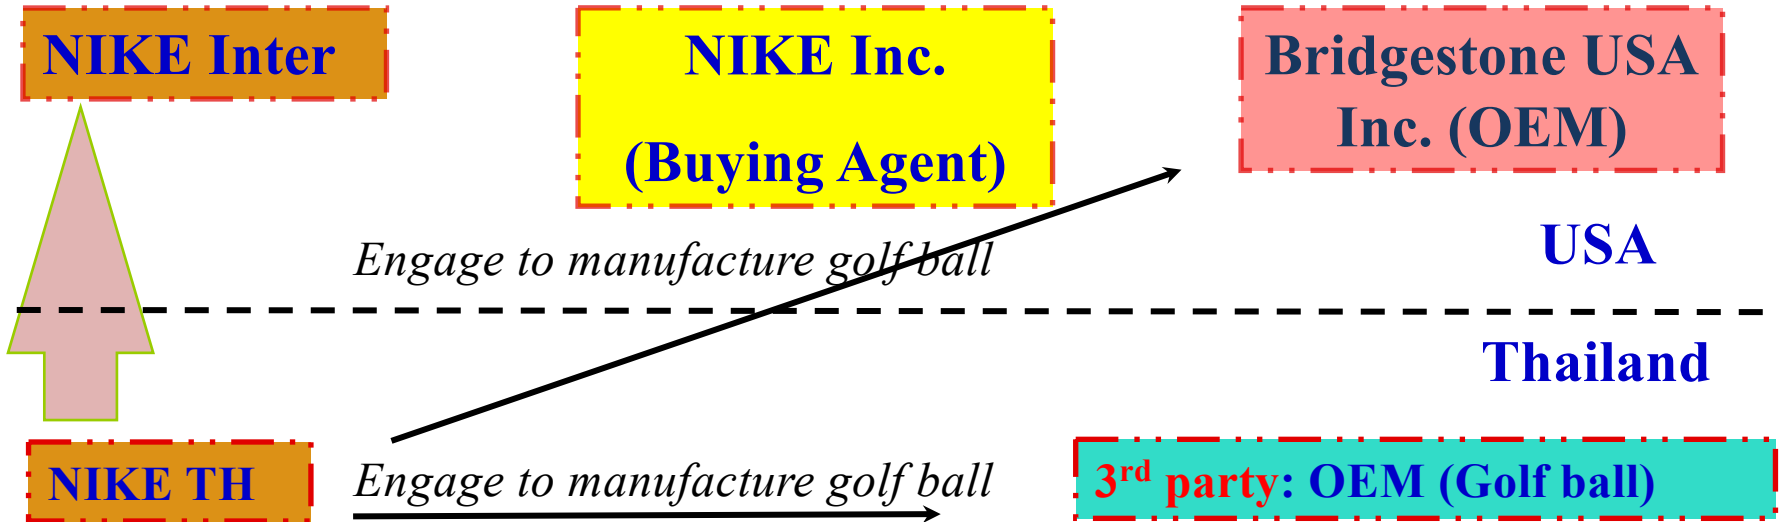 NIKE Inter
NIKE Inc.
(Buying Agent)
Bridgestone USA
Inc. (OEM)
Engage to manufacture golf ball
USA
Thailand
NIKE TH
Engage to manufacture golf ball
3rd party: OEM (Golf ball)